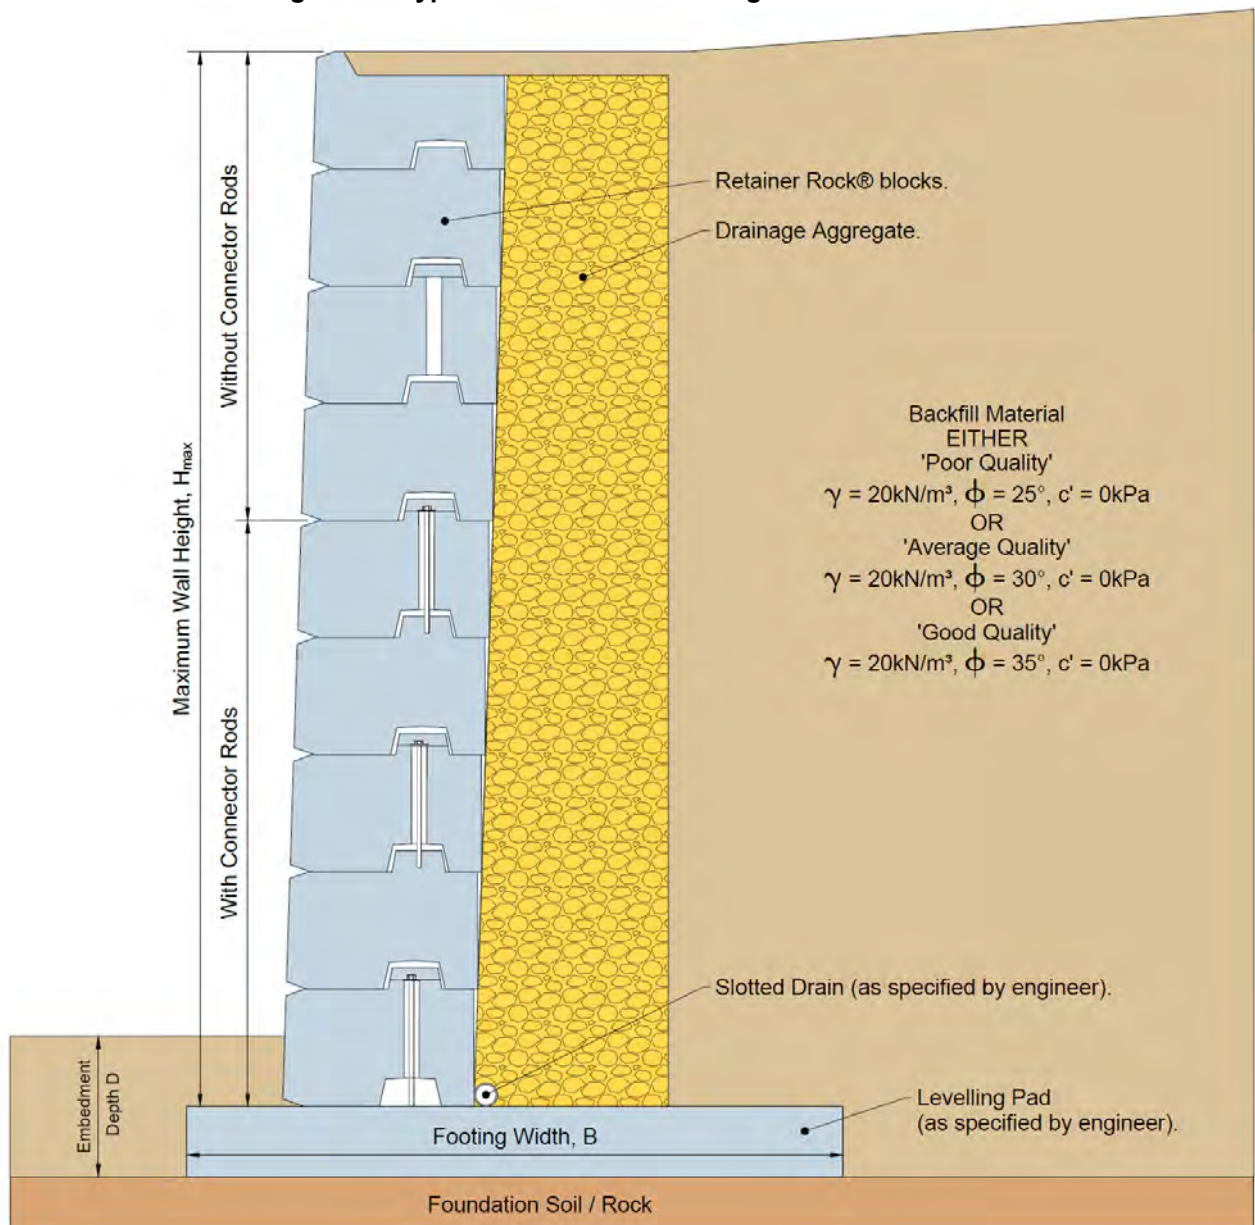 Retainer Rock® blocks.
Drainage Aggregate.
Without Connector Rods
Maximum Wall Height, Hmax
With Connector Rods
Backfill Material
EITHER
'Poor Quality'
γ = 20kN/m³, ϕ = 25°, c' = 0kPa
OR
'Average Quality'
γ = 20kN/m³, ϕ = 30°, c' = 0kPa
OR
'Good Quality'
γ = 20kN/m³, ϕ = 35°, c' = 0kPa
Slotted Drain (as specified by engineer).
Embedment
Depth D
Levelling Pad
(as specified by engineer).
Footing Width, B
Foundation Soil / Rock